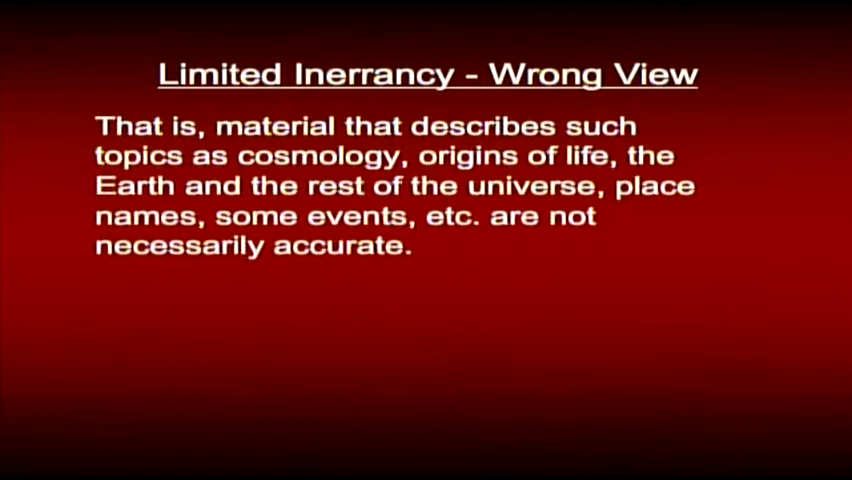 Limited Inerrancy - Wrong View
That is, material that describes such
topics as cosmology, origins of life, the
Earth and the rest of the universe, place
names, some events, etc. are not
necessarily accurate.